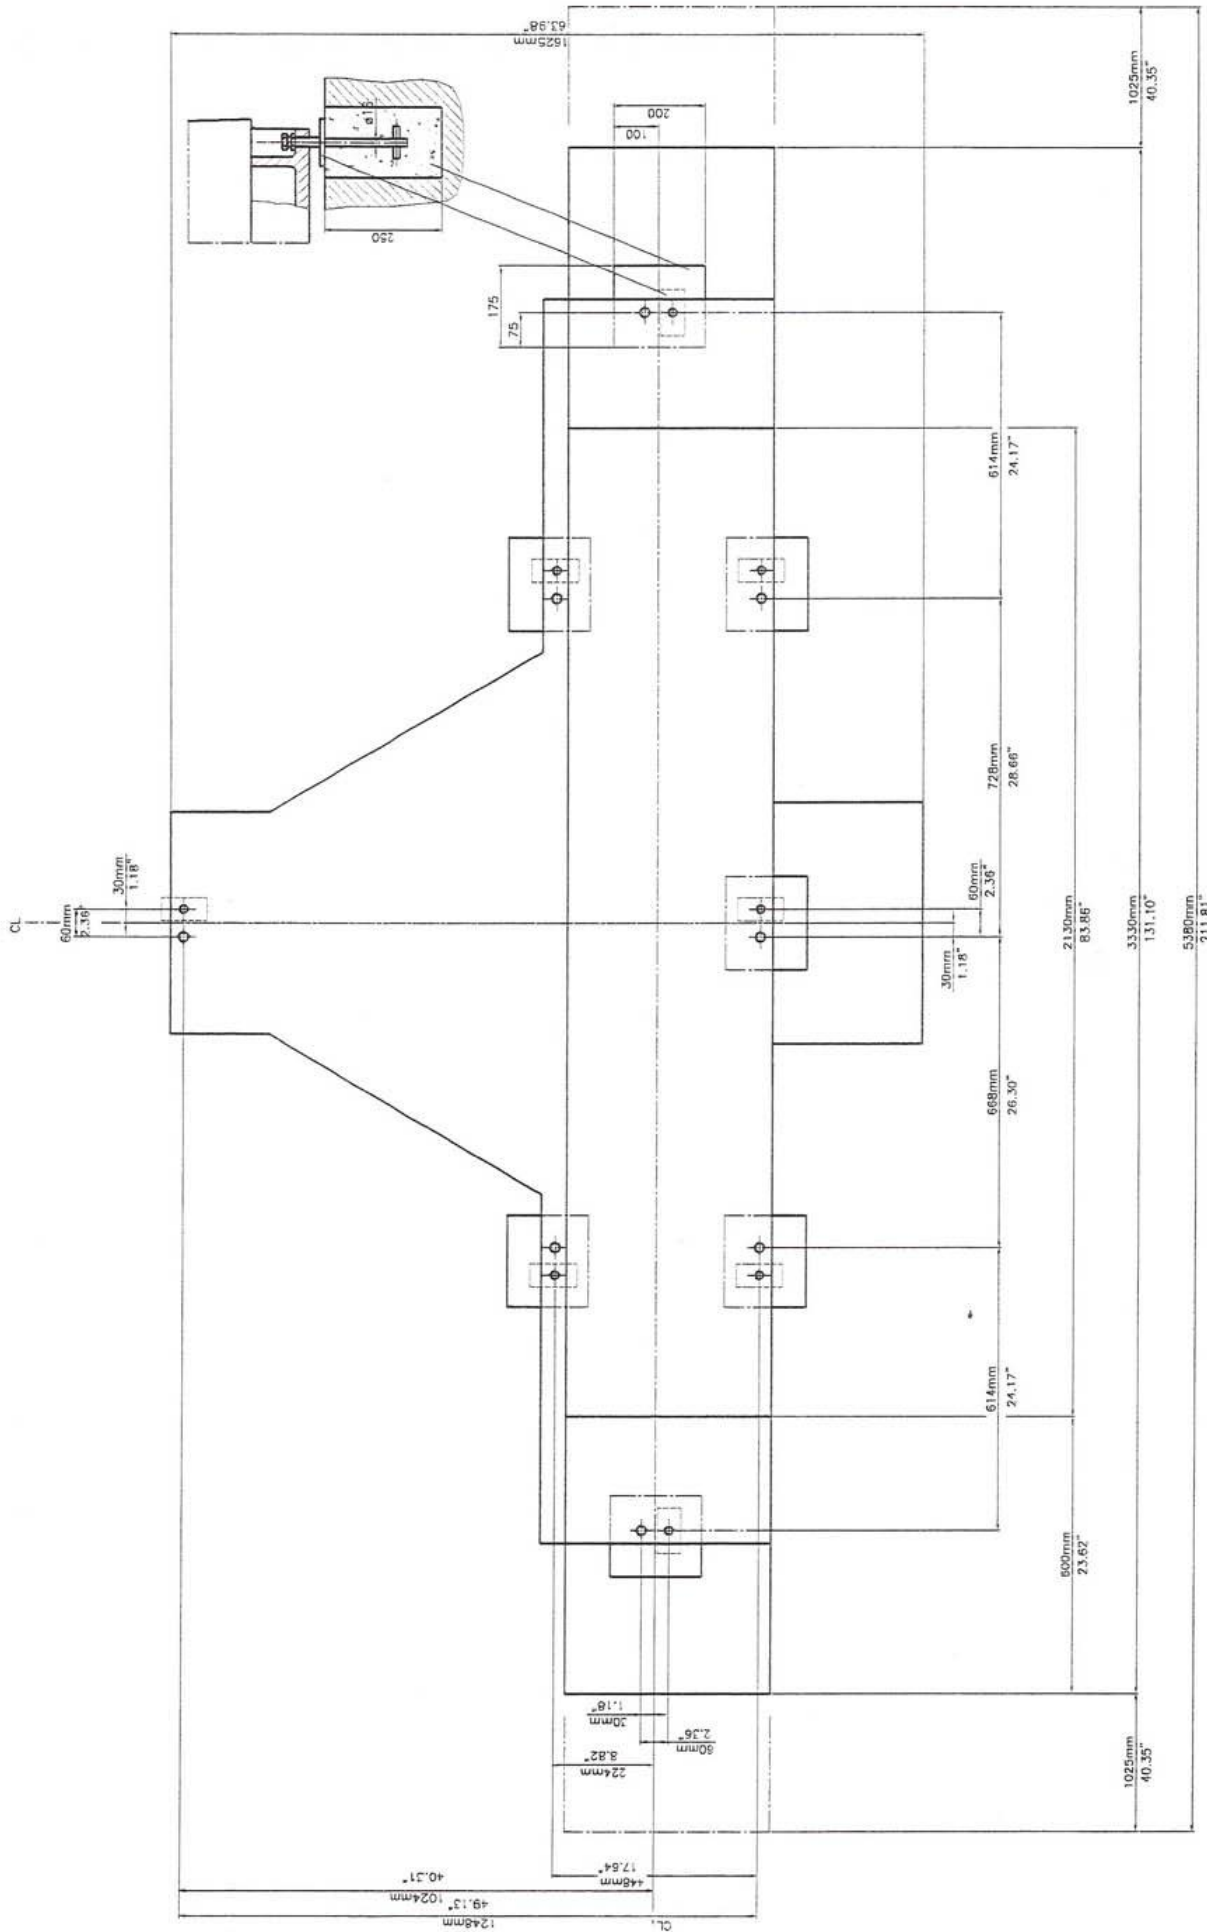 1625mm
63.98"
ø16
250
200
100
1025mm
40.35"
175
75
614mm
24.17"
728mm
28.66"
CL
60mm
2.36"
30mm
1.18"
60mm
2.36"
30mm
1.18"
2130mm
83.86"
3330mm
131.10"
5380mm
211.81"
668mm
26.30"
614mm
24.17"
600mm
23.62"
30mm
1.18"
60mm
2.36"
224mm
8.82"
1025mm
40.35"
448mm
17.64"
1024mm
40.31"
1248mm
49.13"
CL.